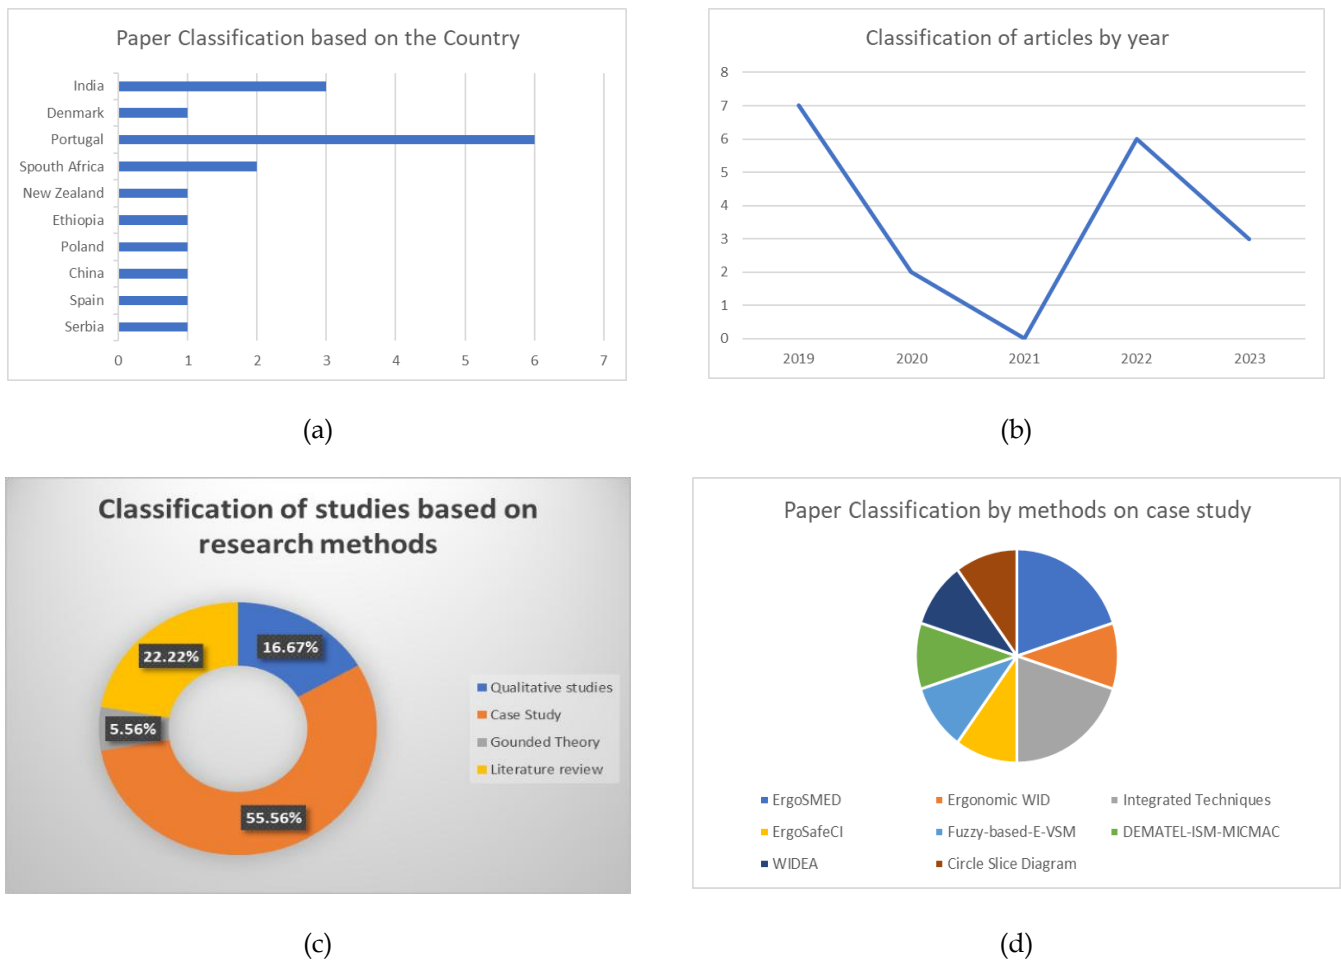 Paper Classification based on the Country
India
Denmark
Portugal
Spouth Africa
New Zealand
Ethiopia
Poland
China
Spain
Serbia
0 1 2 3 4 5 6 7
(a)
Classification of articles by year
8
7
6
5
4
3
2
1
0
2019 2020 2021 2022 2023
(b)
Classification of studies based on
research methods
16.67%
22.22%
5.56%
55.56%
Qualitative studies
Case Study
Gounded Theory
Literature review
(c)
Paper Classification by methods on case study
ErgoSMED Ergonomic WID Integrated Techniques
ErgoSafeCI Fuzzy-based-E-VSM DEMATEL-ISM-MICMAC
WIDEA Circle Slice Diagram
(d)